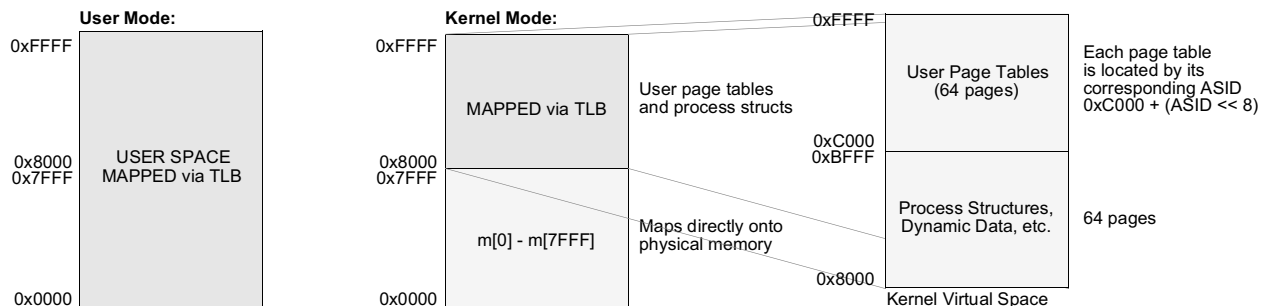 User Mode:
0xFFFF
USER SPACE
MAPPED via TLB
0x8000
0x7FFF
0x0000
Kernel Mode:
0xFFFF
MAPPED via TLB
User page tables
and process structs
0x8000
0x7FFF
m[0] - m[7FFF]
Maps directly onto
physical memory
0x0000
0xFFFF
User Page Tables
(64 pages)
Each page table
is located by its
corresponding ASID
0xC000 + (ASID << 8)
0xC000
0xBFFF
Process Structures,
Dynamic Data, etc.
64 pages
0x8000
Kernel Virtual Space